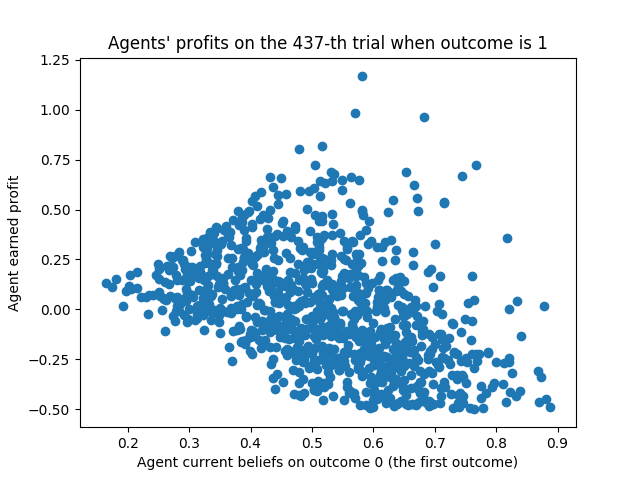 Agents' profits on the 437-th trial when outcome is 1
1.25
1.00
0.75
0.50
0.25
0.00
−0.25
−0.50
Agent earned profit
0.2 0.3 0.4 0.5 0.6 0.7 0.8 0.9
Agent current beliefs on outcome 0 (the first outcome)